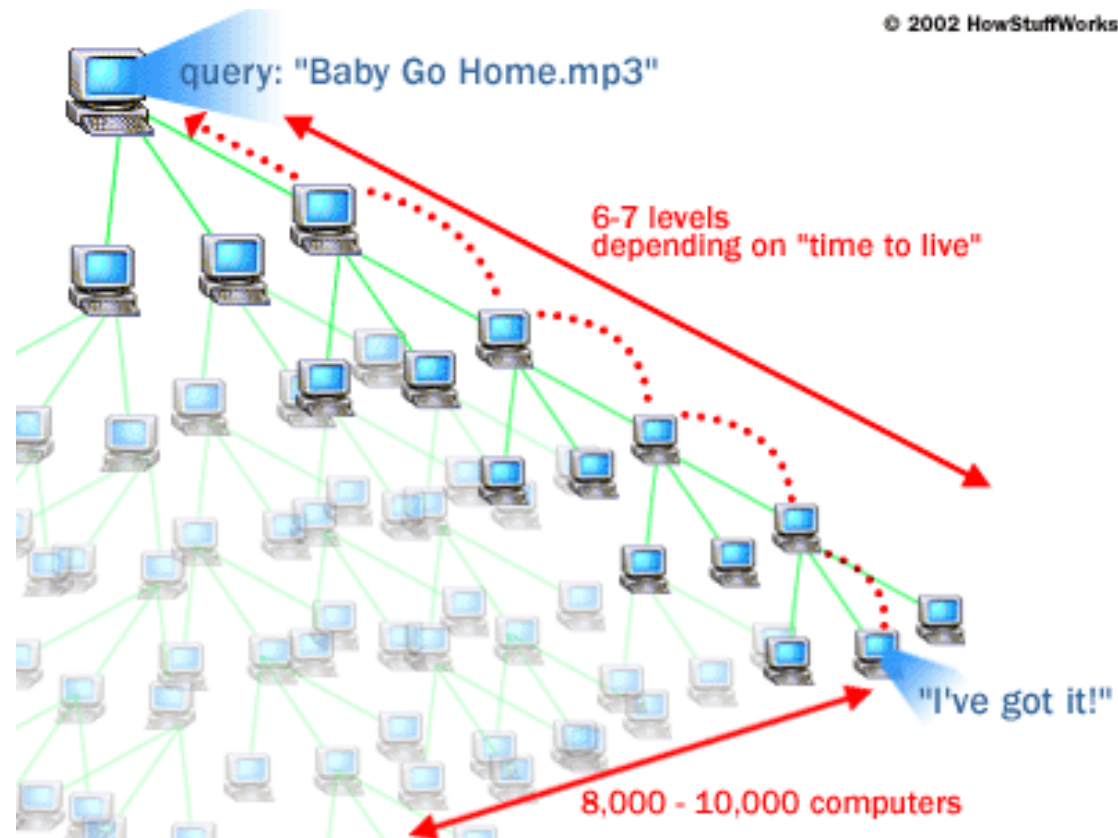 © 2002 HowStuffWorks
query: "Baby Go Home.mp3"
6-7 levels
depending on "time to live"
"I've got it!"
8,000 - 10,000 computers